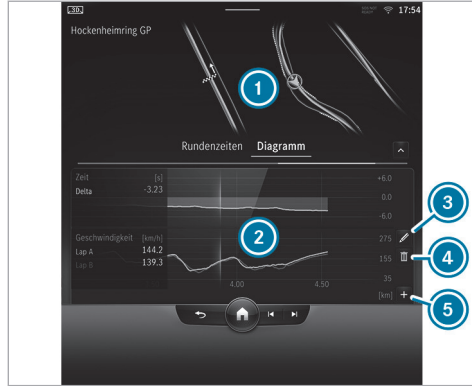 3D
17:54
Hockenheimring GP
1
Rundenzeiten Diagramm
Zeit [s]
Delta -3.23
+6.0
0.0
-6.0
2
Geschwindigkeit [km/h]
Lap A 144.2
Lap B 139.3
275
155
35
4.00 4.50
[km]
3
4
5